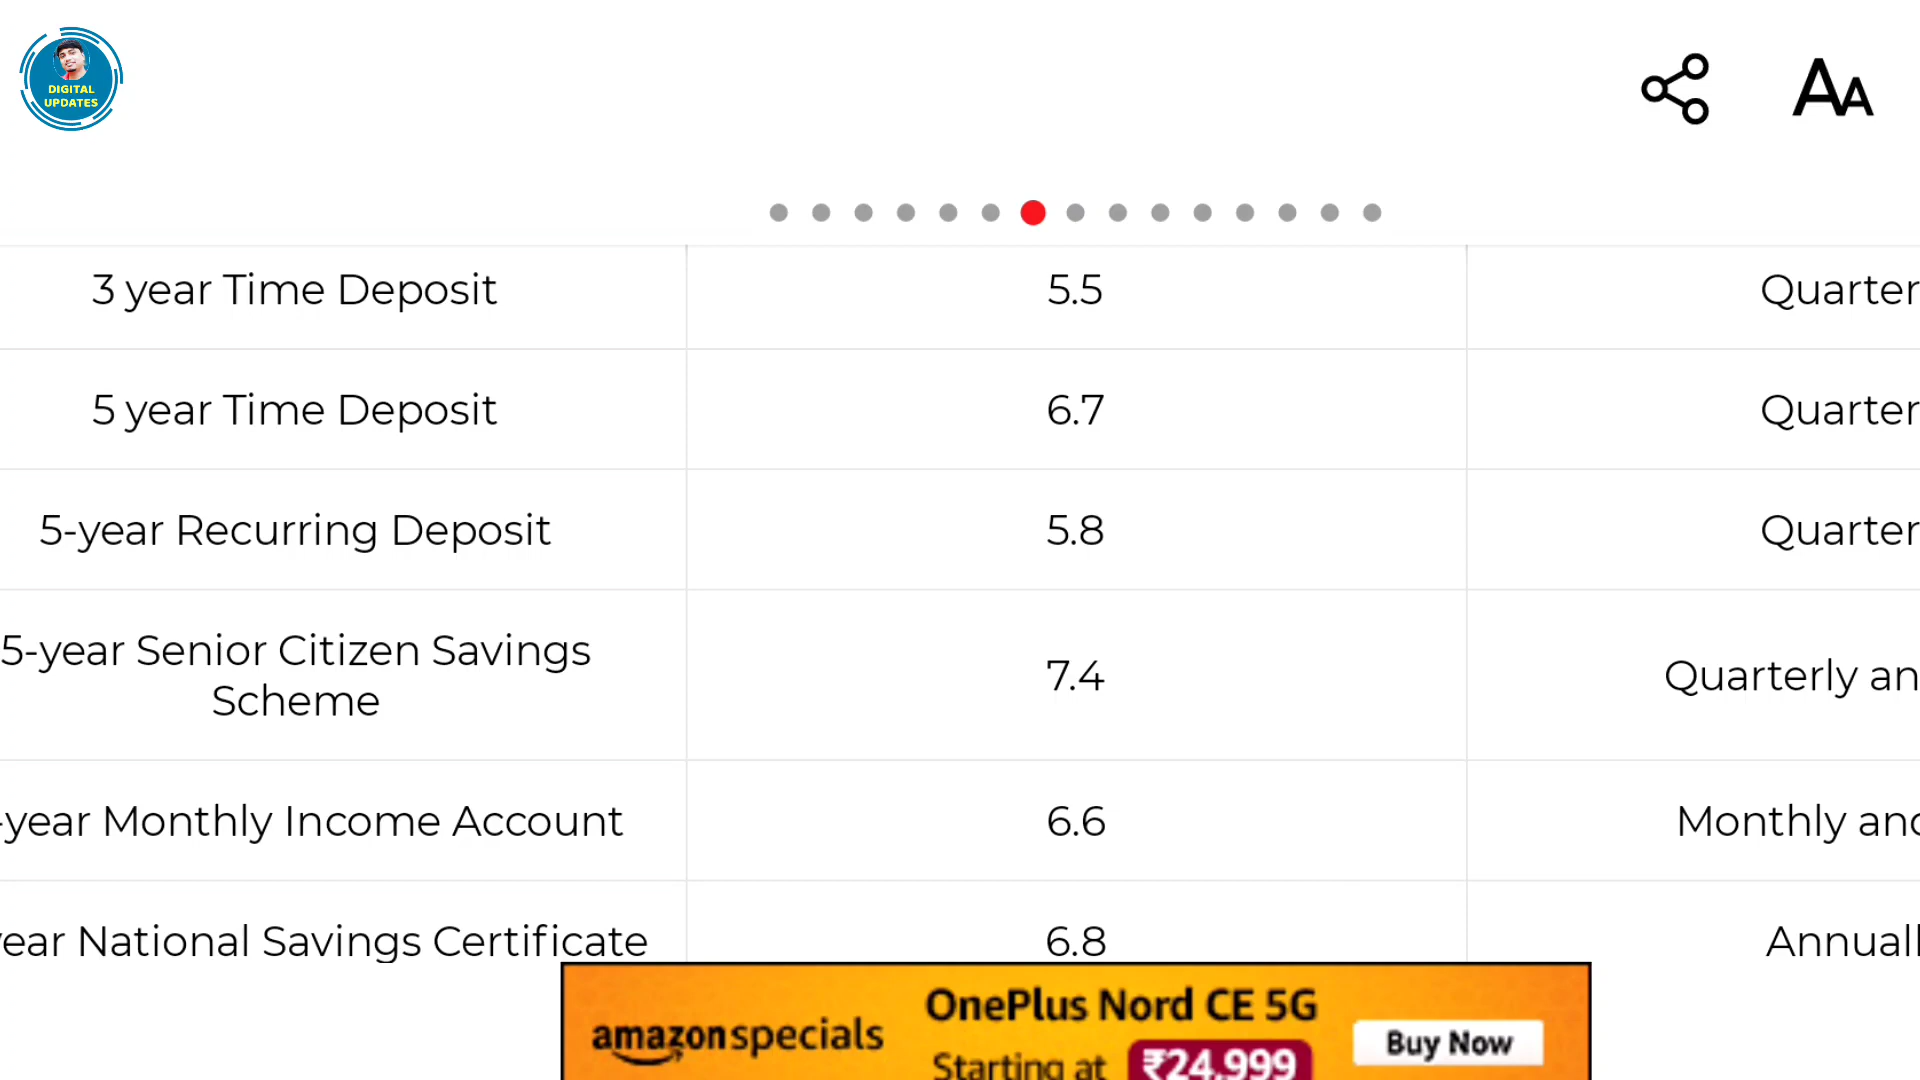 DIGITAL
UPDATES
AA
3 year Time Deposit 5.5 Quarter
5 year Time Deposit 6.7 Quarter
5-year Recurring Deposit 5.8 Quarter
5-year Senior Citizen Savings
Scheme 7.4 Quarterly an
-year Monthly Income Account 6.6 Monthly and
year National Savings Certificate 6.8 Annuall
amazonspecials
OnePlus Nord CE 5G
Starting at ₹24,999
Buy Now